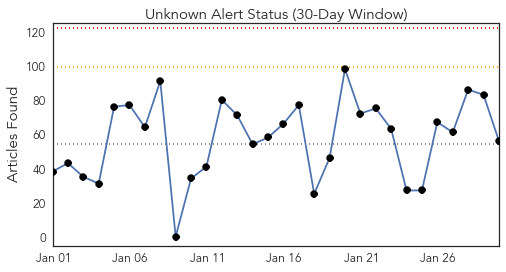 Unknown Alert Status (30-Day Window)
120
100
80
60
40
20
0
Articles Found
Jan 01
Jan 06
Jan 11
Jan 16
Jan 21
Jan 26